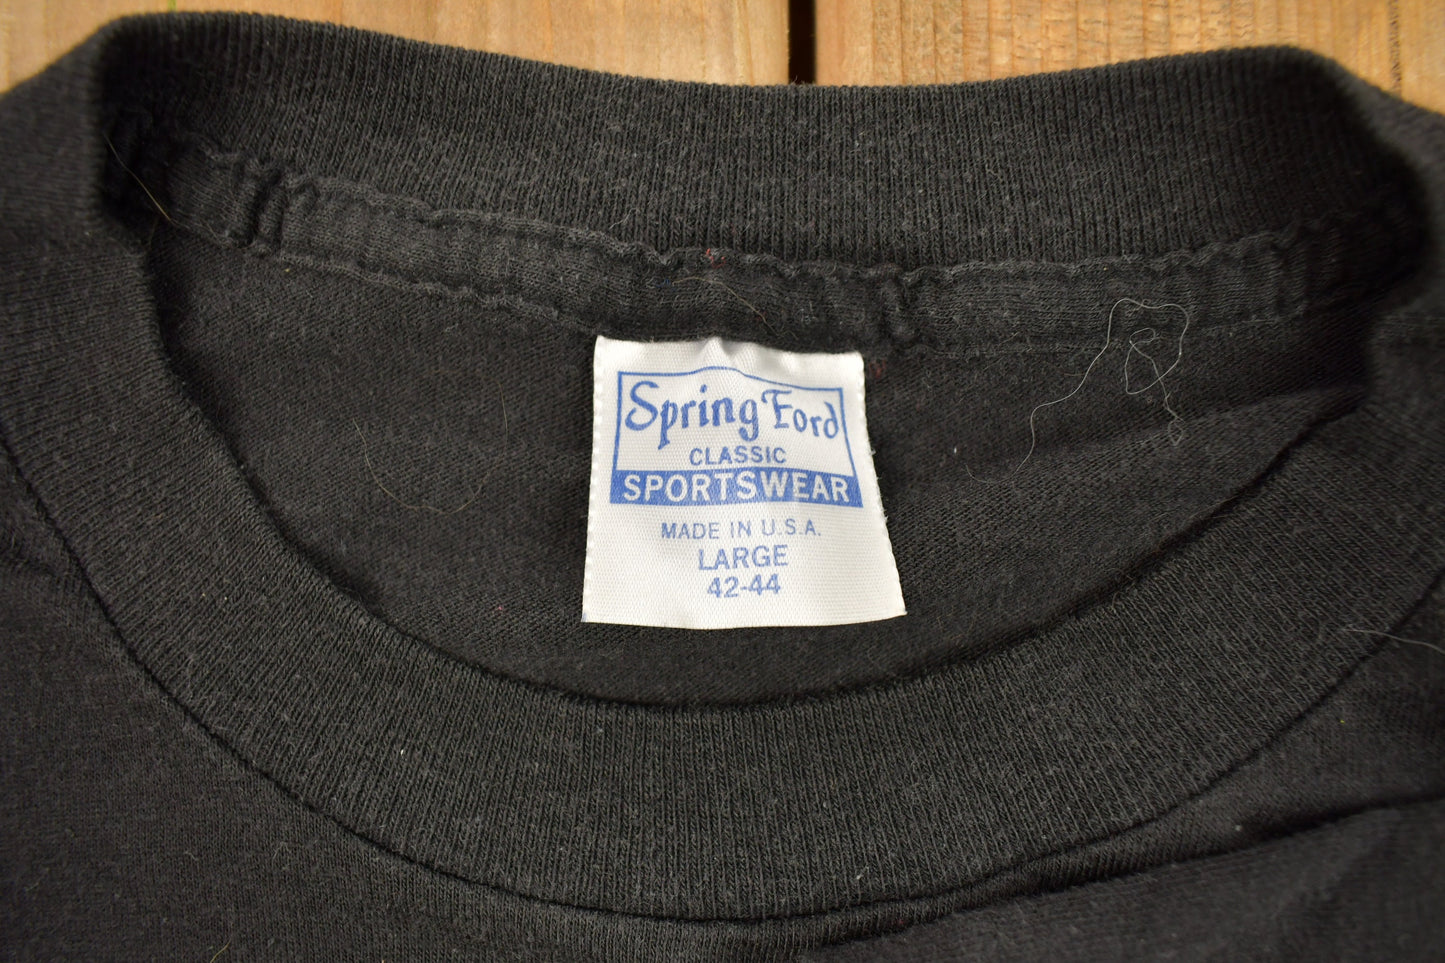 Spring Ford
CLASSIC
SPORTSWEAR
MADE IN U.S.A.
LARGE
42-44